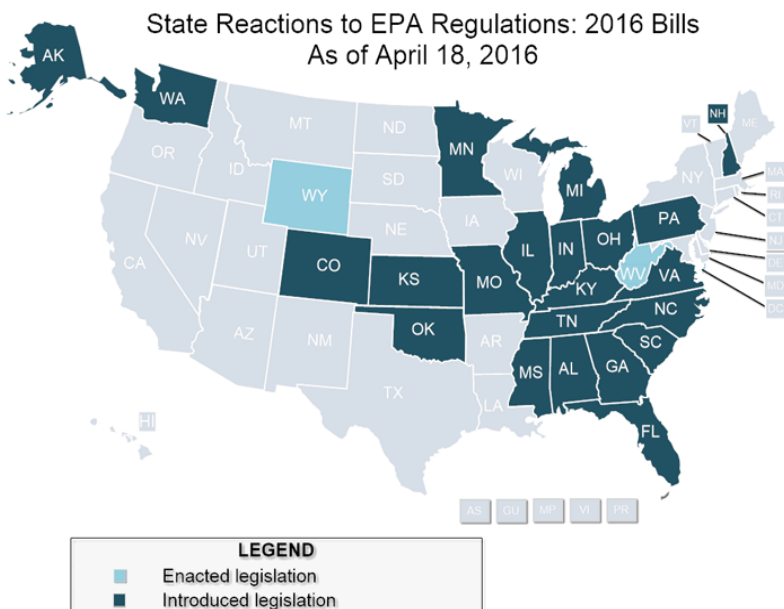 State Reactions to EPA Regulations: 2016 Bills
As of April 18, 2016
AK
WA
MT
ND
MN
VT
NH
ME
OR
ID
WY
SD
WI
MI
NY
MA
RI
CT
NJ
DE
MD
DC
NV
UT
NE
IA
PA
CA
CO
KS
MO
IL
IN
OH
WV
VA
KY
AZ
NM
OK
AR
TN
NC
SC
MS
AL
GA
TX
LA
FL
HI
AS
GU
MP
VI
PR
LEGEND
Enacted legislation
Introduced legislation